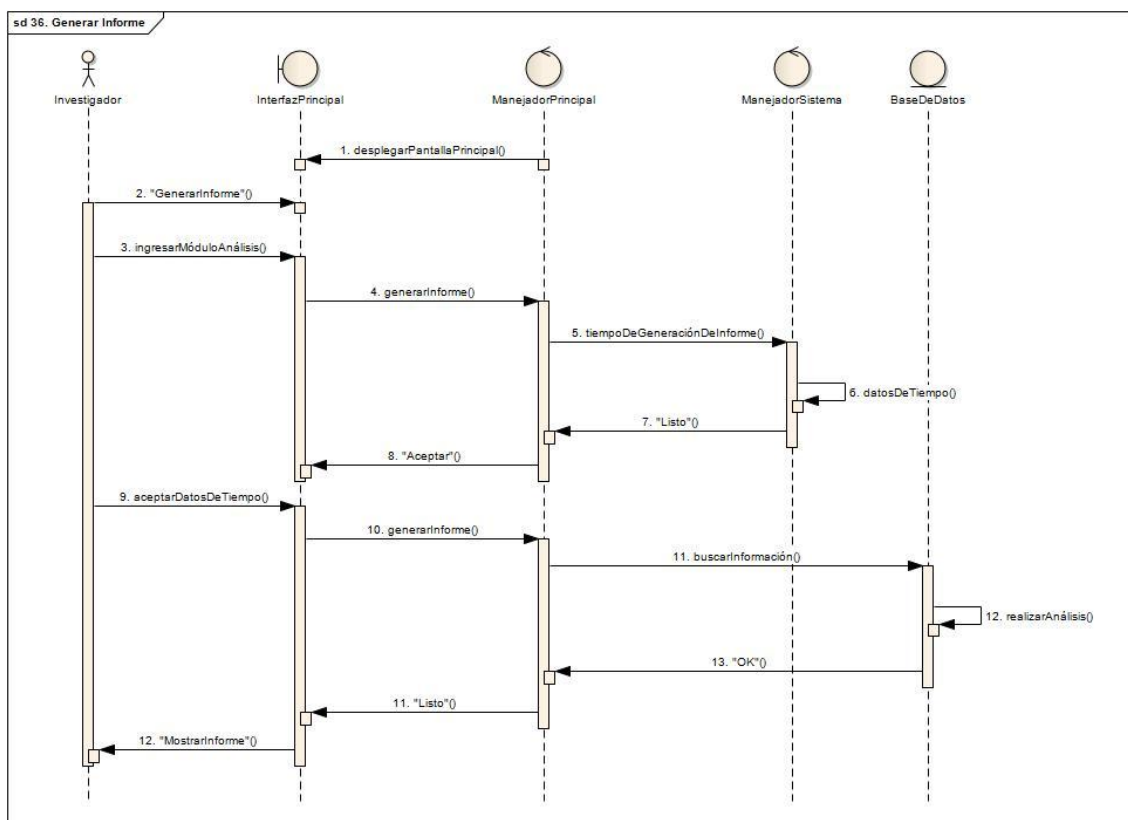 sd 36. Generar Informe
Investigador
InterfazPrincipal
ManejadorPrincipal
ManejadorSistema
BaseDeDatos
1. desplegarPantallaPrincipal()
2. "GenerarInforme"()
3. ingresarMóduloAnálisis()
4. generarInforme()
5. tiempoDeGeneraciónDeInforme()
6. datosDeTiempo()
7. "Listo"()
8. "Aceptar"()
9. aceptarDatosDeTiempo()
10. generarInforme()
11. buscarInformación()
12. realizarAnálisis()
13. "OK"()
11. "Listo"()
12. "MostrarInforme"()